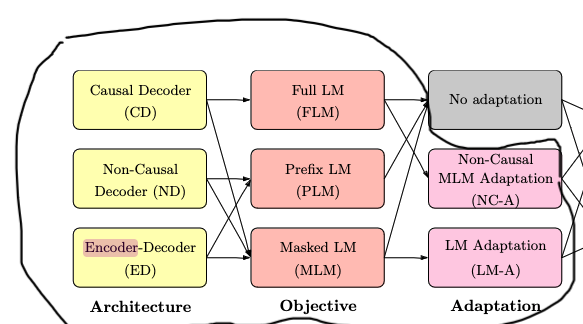 Causal Decoder
(CD)
Full LM
(FLM)
No adaptation
Non-Causal
Decoder (ND)
Prefix LM
(PLM)
Non-Causal
MLM Adaptation
(NC-A)
Encoder-Decoder
(ED)
Masked LM
(MLM)
LM Adaptation
(LM-A)
Architecture
Objective
Adaptation